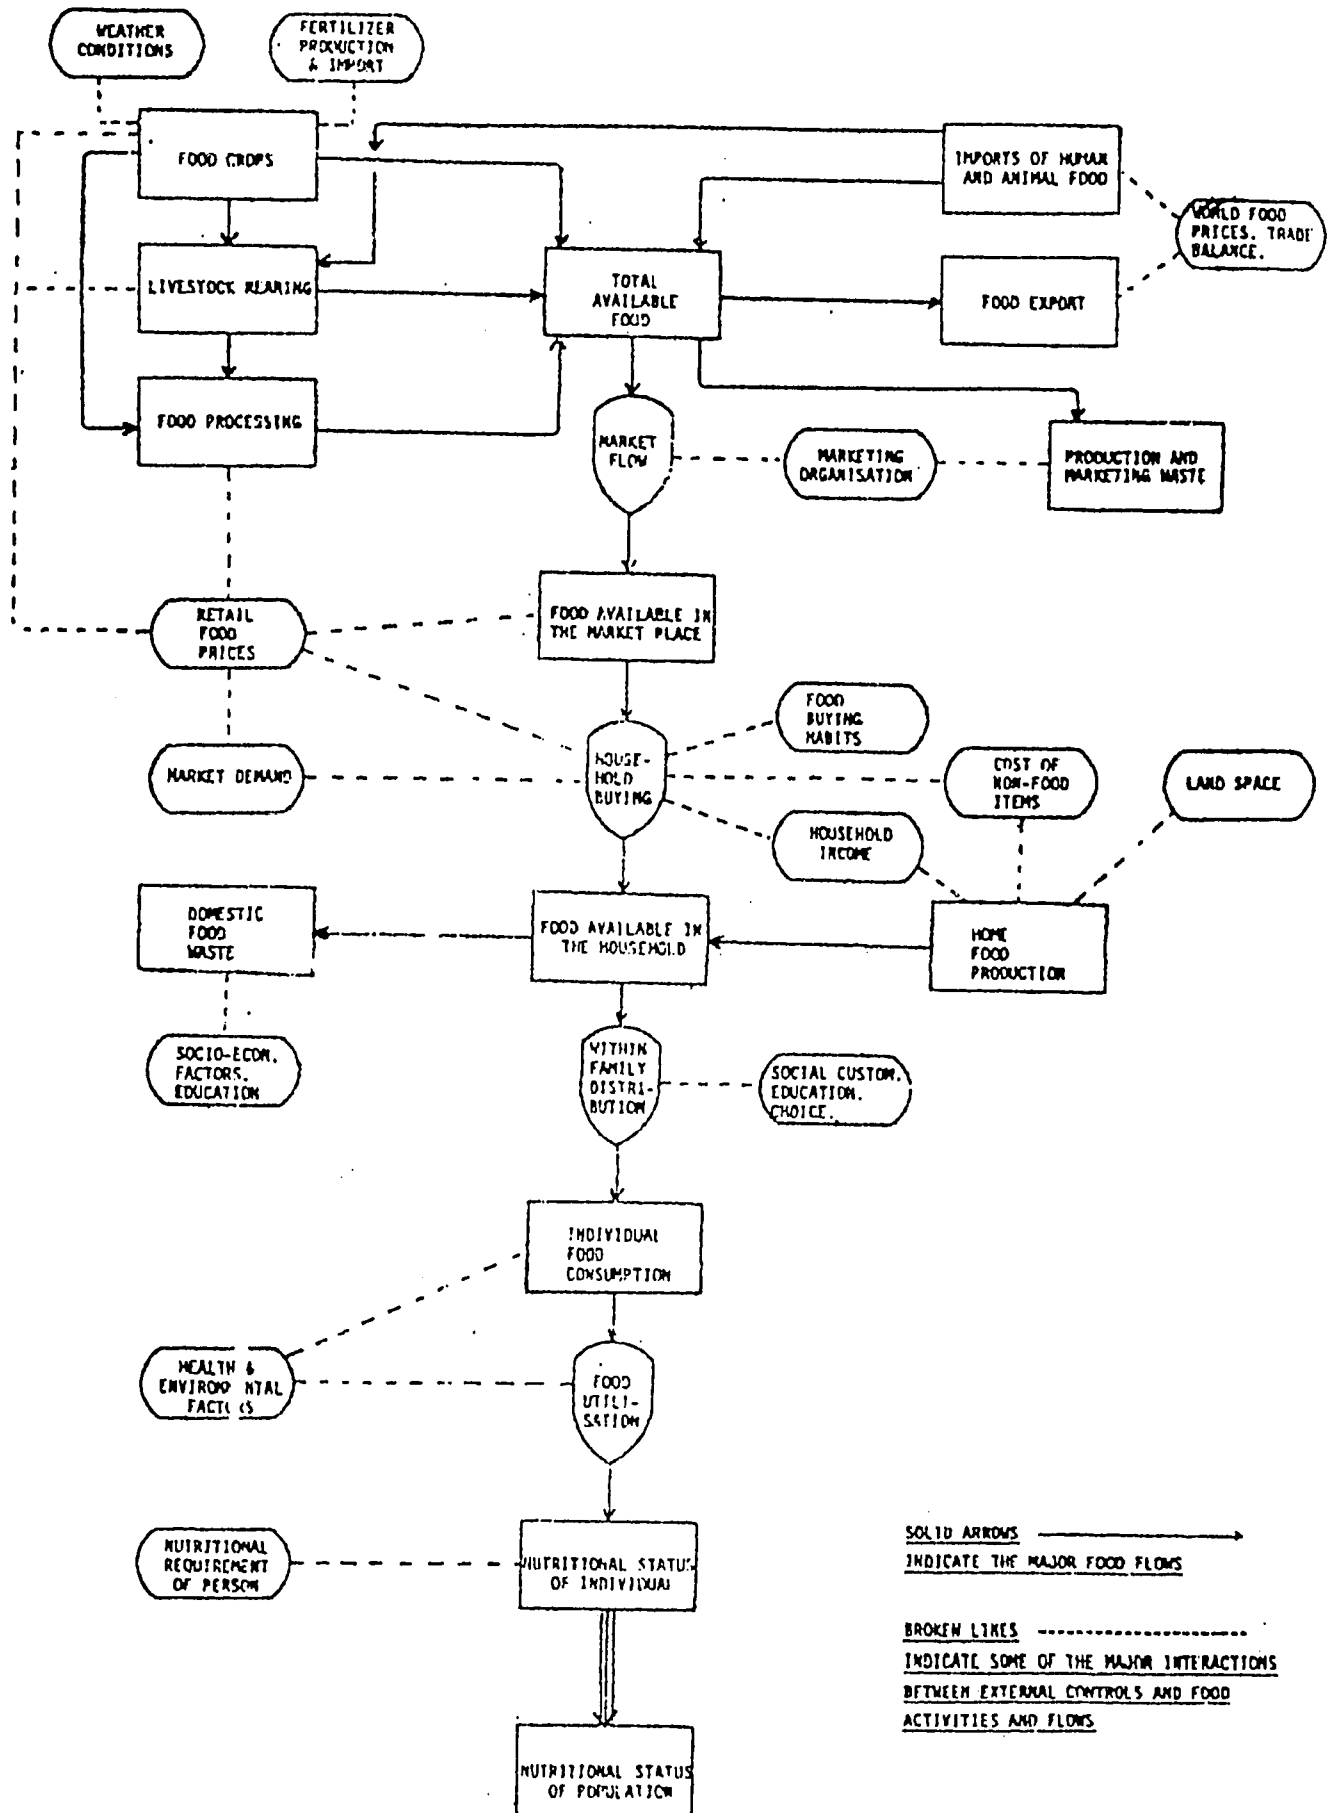 WEATHER
CONDITIONS
FERTILIZER
PRODUCTION
& IMPORT
FOOD CROPS
IMPORTS OF HUMAN
AND ANIMAL FOOD
WORLD FOOD
PRICES. TRADE
BALANCE.
LIVESTOCK REARING
TOTAL
AVAILABLE
FOOD
FOOD EXPORT
FOOD PROCESSING
MARKET
FLOW
MARKETING
ORGANISATION
PRODUCTION AND
MARKETING WASTE
RETAIL
FOOD
PRICES
FOOD AVAILABLE IN
THE MARKET PLACE
FOOD
BUYING
HABITS
MARKET DEMAND
HOUSE-
HOLD
BUYING
COST OF
NON-FOOD
ITEMS
LAND SPACE
HOUSEHOLD
INCOME
DOMESTIC
FOOD
WASTE
FOOD AVAILABLE IN
THE HOUSEHOLD
HOME
FOOD
PRODUCTION
SOCIO-ECON.
FACTORS.
EDUCATION
WITHIN
FAMILY
DISTRI-
BUTION
SOCIAL CUSTOM.
EDUCATION.
CHOICE.
INDIVIDUAL
FOOD
CONSUMPTION
HEALTH &
ENVIRONMENTAL
FACTORS
FOOD
UTILI-
SATION
NUTRITIONAL
REQUIREMENT
OF PERSON
NUTRITIONAL STATUS
OF INDIVIDUAL
SOLID ARROWS
INDICATE THE MAJOR FOOD FLOWS
BROKEN LINES
INDICATE SOME OF THE MAJOR INTERACTIONS
BETWEEN EXTERNAL CONTROLS AND FOOD
ACTIVITIES AND FLOWS
NUTRITIONAL STATUS
OF POPULATION